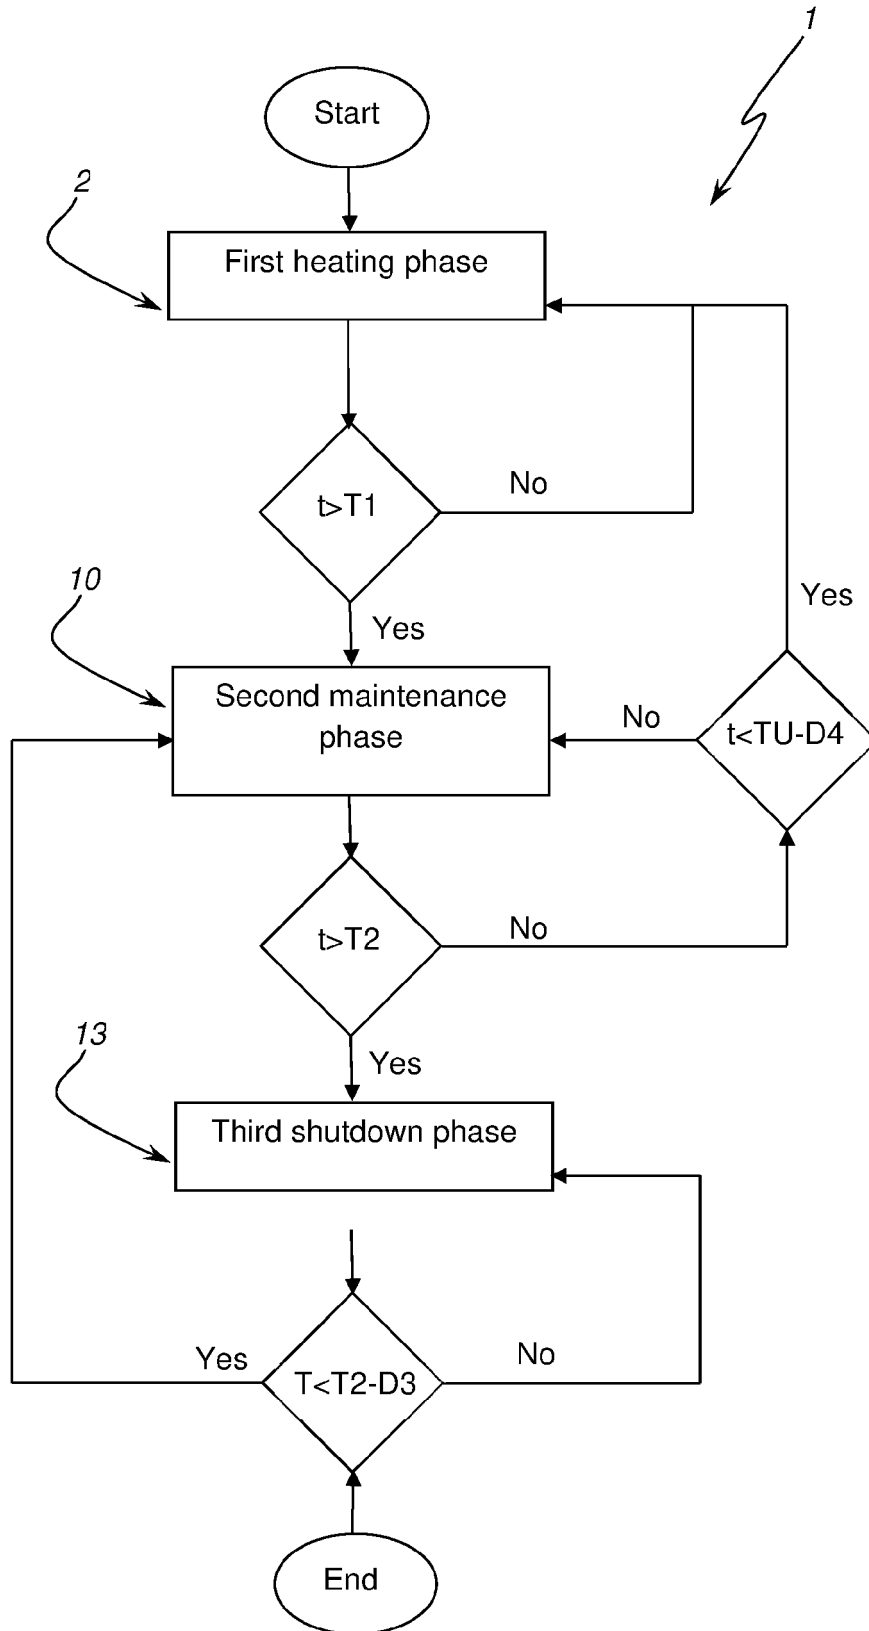 1
Start
2
First heating phase
t>T1
No
Yes
10
Second maintenance
phase
No
t<TU-D4
Yes
t>T2
No
Yes
13
Third shutdown phase
T<T2-D3
Yes
No
End